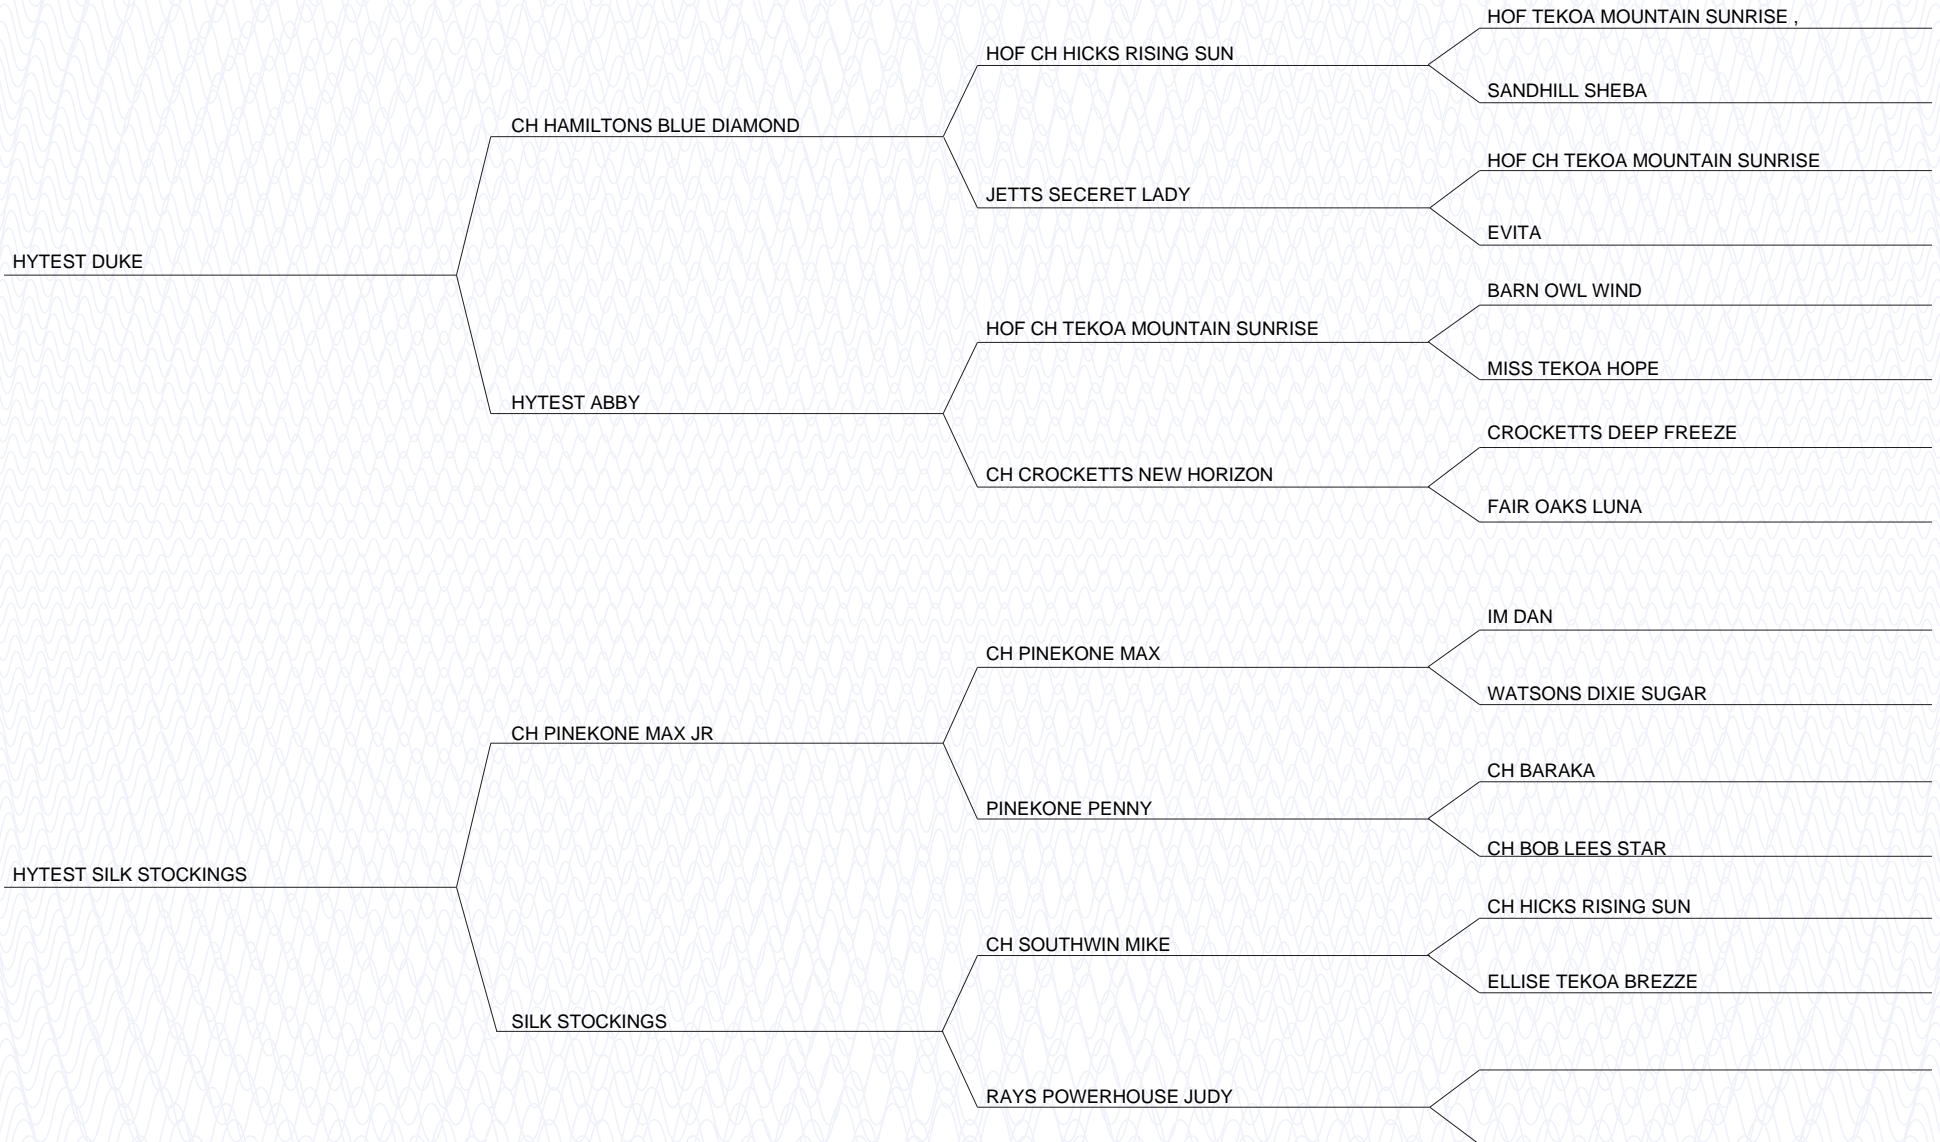 HOF TEKOA MOUNTAIN SUNRISE ,
HOF CH HICKS RISING SUN
SANDHILL SHEBA
CH HAMILTONS BLUE DIAMOND
HOF CH TEKOA MOUNTAIN SUNRISE
JETTS SECERET LADY
EVITA
HYTEST DUKE
BARN OWL WIND
HOF CH TEKOA MOUNTAIN SUNRISE
MISS TEKOA HOPE
HYTEST ABBY
CROCKETTS DEEP FREEZE
CH CROCKETTS NEW HORIZON
FAIR OAKS LUNA
IM DAN
CH PINEKONE MAX
WATSONS DIXIE SUGAR
CH PINEKONE MAX JR
CH BARAKA
PINEKONE PENNY
CH BOB LEES STAR
HYTEST SILK STOCKINGS
CH HICKS RISING SUN
CH SOUTHWIN MIKE
ELLISE TEKOA BREZZE
SILK STOCKINGS
RAYS POWERHOUSE JUDY